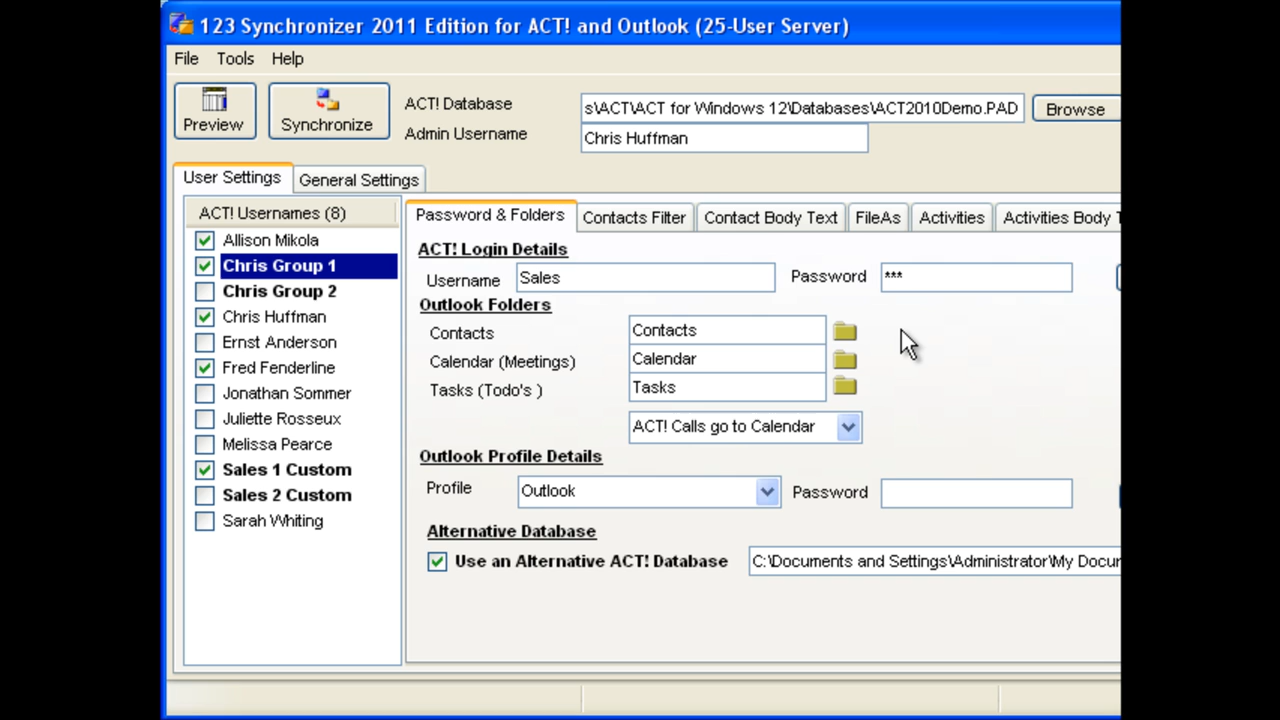 123 Synchronizer 2011 Edition for ACT! and Outlook (25-User Server)
File Tools Help
Preview
Synchronize
ACT! Database
s\ACT\ACT for Windows 12\Databases\ACT2010Demo.PAD
Browse
Admin Username
Chris Huffman
User Settings
General Settings
ACT! Usernames (8)
Allison Mikola
Chris Group 1
Chris Group 2
Chris Huffman
Ernst Anderson
Fred Fenderline
Jonathan Sommer
Juliette Rosseux
Melissa Pearce
Sales 1 Custom
Sales 2 Custom
Sarah Whiting
Password & Folders
Contacts Filter
Contact Body Text
FileAs
Activities
Activities Body T
ACT! Login Details
Username
Sales
Password
***
Outlook Folders
Contacts
Contacts
Calendar (Meetings)
Calendar
Tasks (Todo's )
Tasks
ACT! Calls go to Calendar
Outlook Profile Details
Profile
Outlook
Password
Alternative Database
Use an Alternative ACT! Database
C:\Documents and Settings\Administrator\My Docur